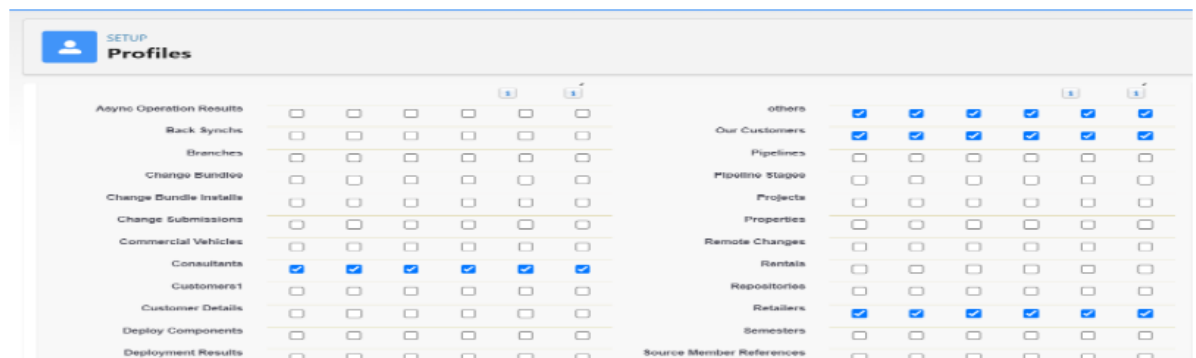 SETUP
Profiles
Async Operation Results
Back Synchs
Branches
Change Bundles
Change Bundle Installs
Change Submissions
Commercial Vehicles
Consultants
Customers1
Customer Details
Deploy Components
Deployment Results
others
Our Customers
Pipelines
Pipeline Stages
Projects
Properties
Remote Changes
Rentals
Repositories
Retailers
Semesters
Source Member References